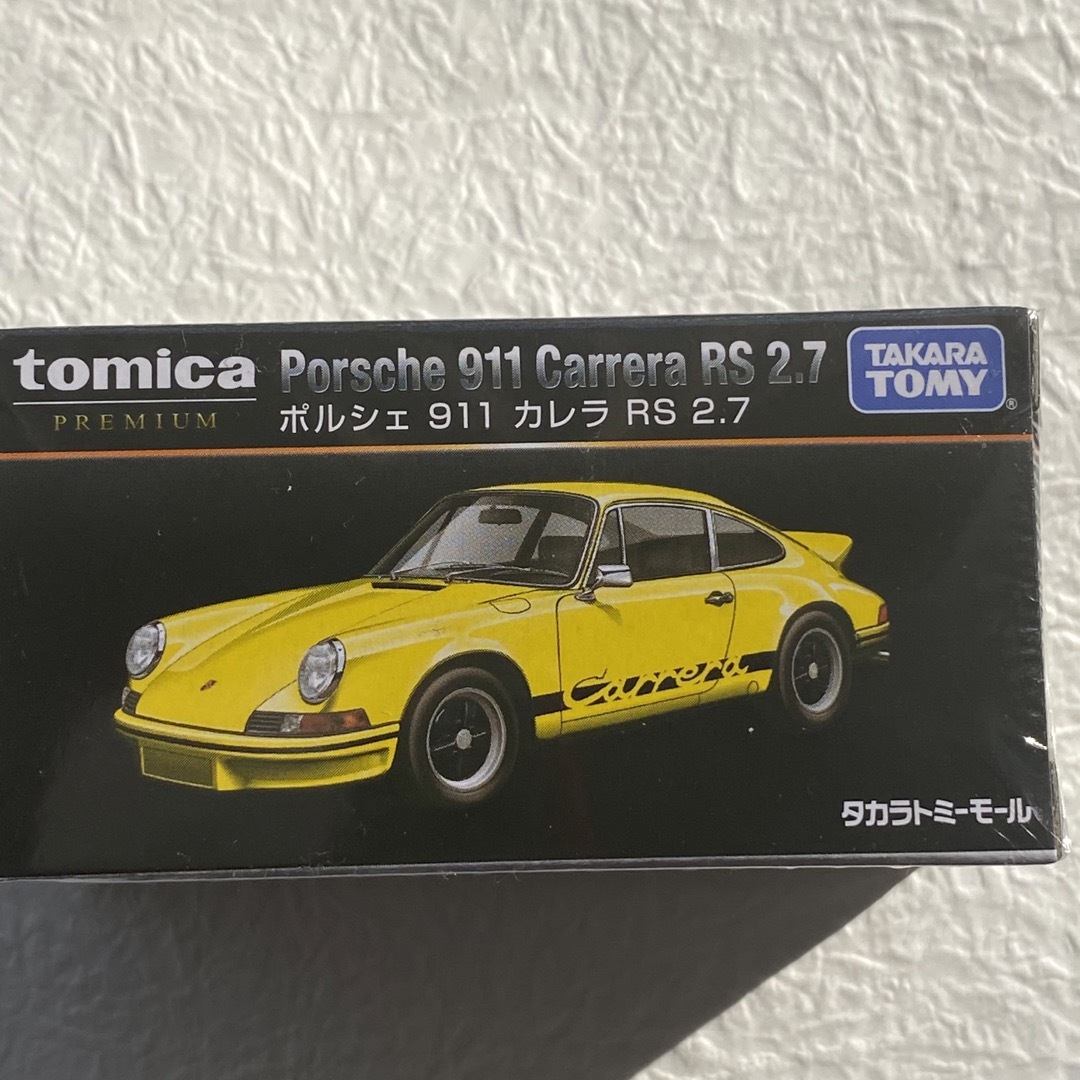 tomica
PREMIUM
Porsche 911 Carrera RS 2.7
ポルシェ 911 カレラ RS 2.7
TAKARA
TOMY®
Carrera
タカラトミーモール